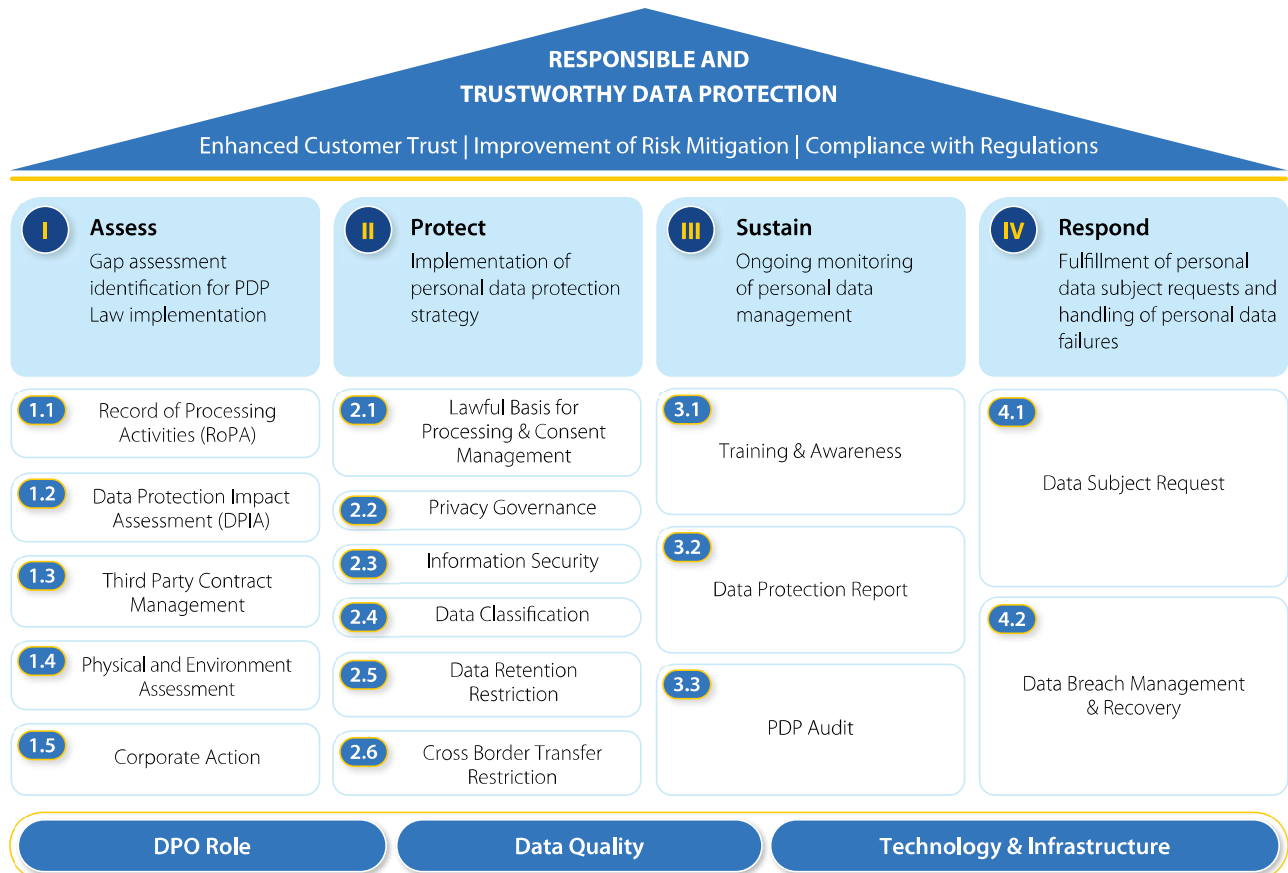 RESPONSIBLE AND
TRUSTWORTHY DATA PROTECTION
Enhanced Customer Trust | Improvement of Risk Mitigation | Compliance with Regulations
I
Assess
Gap assessment
identification for PDP
Law implementation
1.1
Record of Processing
Activities (RoPA)
1.2
Data Protection Impact
Assessment (DPIA)
1.3
Third Party Contract
Management
1.4
Physical and Environment
Assessment
1.5
Corporate Action
II
Protect
Implementation of
personal data protection
strategy
2.1
Lawful Basis for
Processing & Consent
Management
2.2
Privacy Governance
2.3
Information Security
2.4
Data Classification
2.5
Data Retention
Restriction
2.6
Cross Border Transfer
Restriction
III
Sustain
Ongoing monitoring
of personal data
management
3.1
Training & Awareness
3.2
Data Protection Report
3.3
PDP Audit
IV
Respond
Fulfillment of personal
data subject requests and
handling of personal data
failures
4.1
Data Subject Request
4.2
Data Breach Management
& Recovery
DPO Role
Data Quality
Technology & Infrastructure